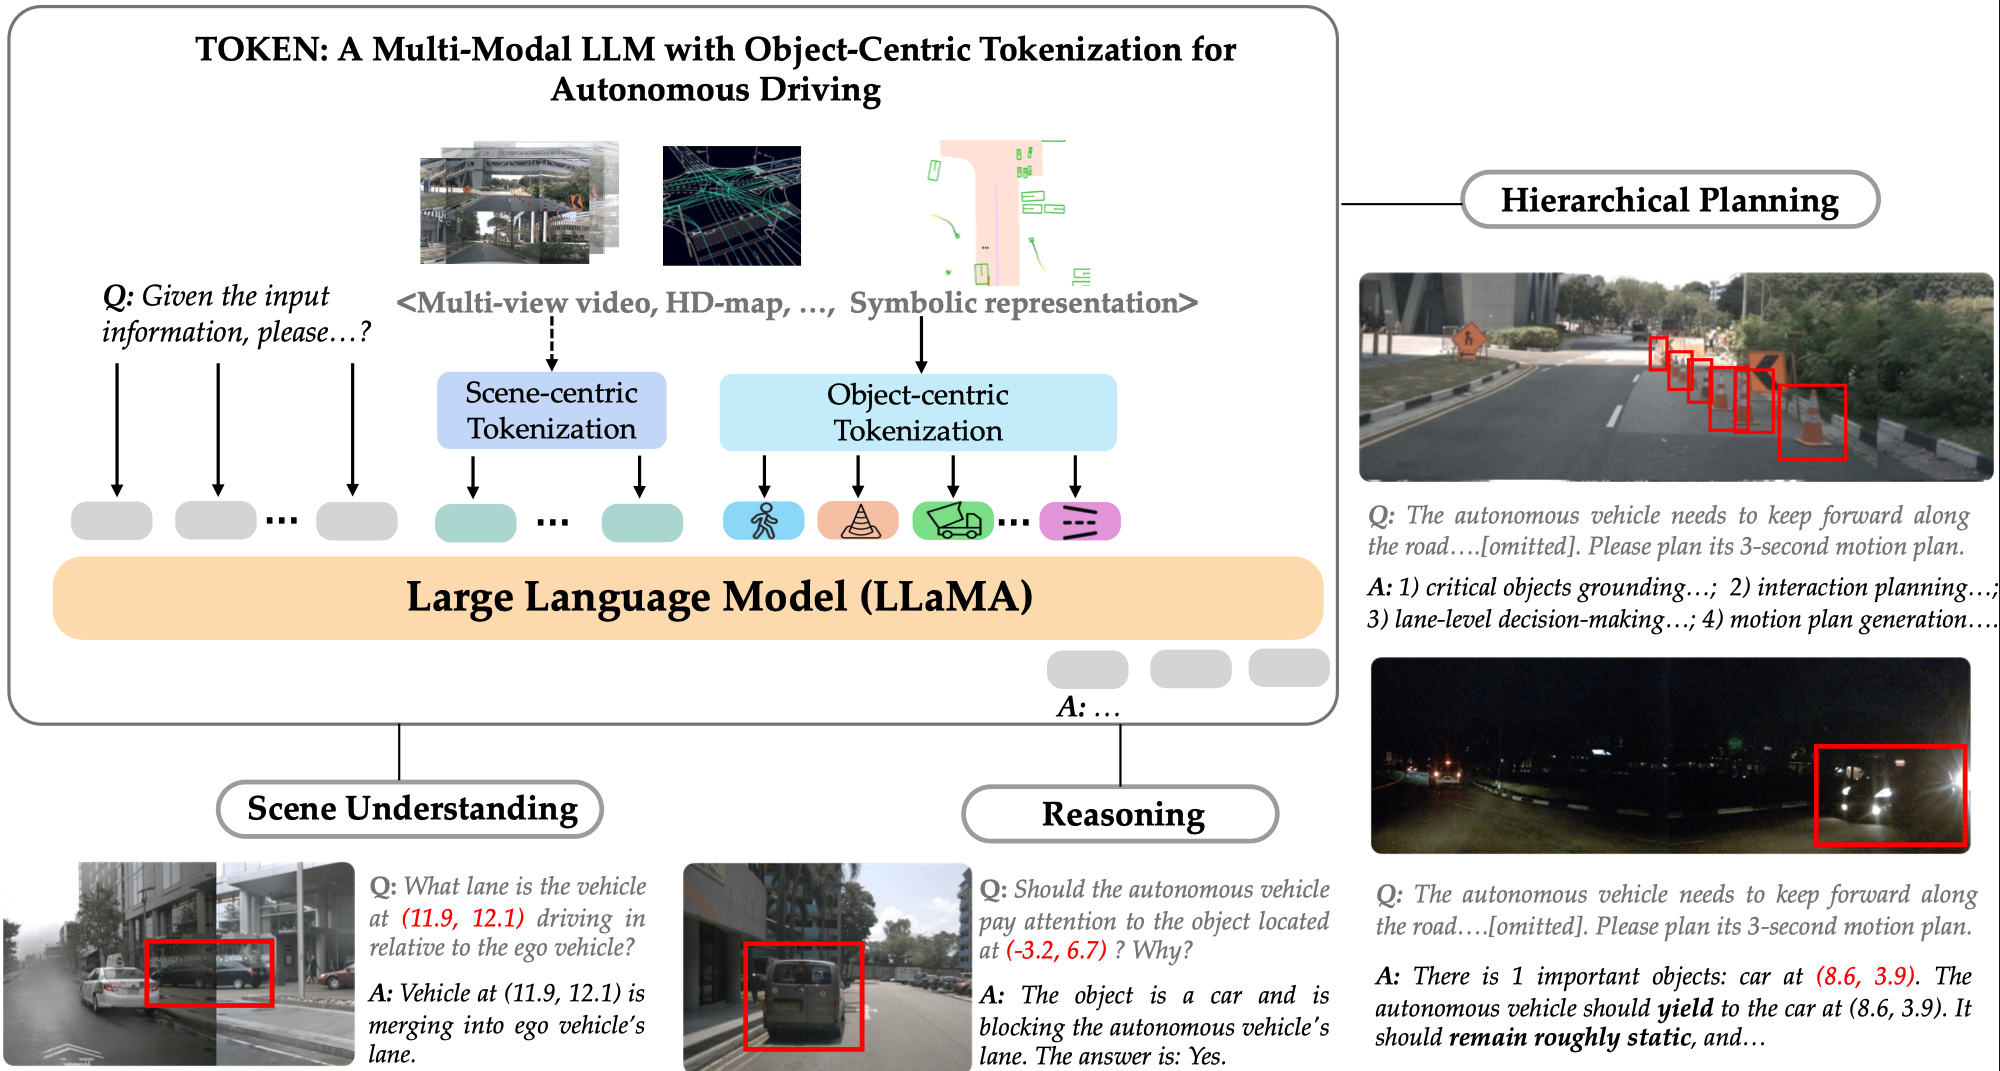 TOKEN: A Multi-Modal LLM with Object-Centric Tokenization for
Autonomous Driving
Q: Given the input
information, please…?
<Multi-view video, HD-map, …, Symbolic representation>
Scene-centric
Tokenization
Object-centric
Tokenization
...
...
...
Large Language Model (LLaMA)
A: …
Hierarchical Planning
Q: The autonomous vehicle needs to keep forward along
the road….[omitted]. Please plan its 3-second motion plan.
A: 1) critical objects grounding…; 2) interaction planning…;
3) lane-level decision-making…; 4) motion plan generation….
Q: The autonomous vehicle needs to keep forward along
the road….[omitted]. Please plan its 3-second motion plan.
A: There is 1 important objects: car at (8.6, 3.9). The
autonomous vehicle should yield to the car at (8.6, 3.9). It
should remain roughly static, and…
Scene Understanding
Q: What lane is the vehicle
at (11.9, 12.1) driving in
relative to the ego vehicle?
A: Vehicle at (11.9, 12.1) is
merging into ego vehicle's
lane.
Reasoning
Q: Should the autonomous vehicle
pay attention to the object located
at (-3.2, 6.7) ? Why?
A: The object is a car and is
blocking the autonomous vehicle's
lane. The answer is: Yes.